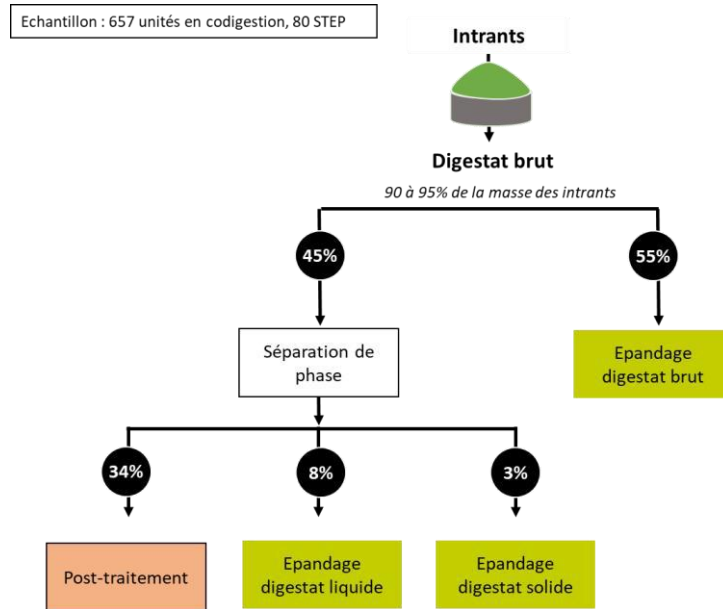 Echantillon : 657 unités en codigestion, 80 STEP
Intrants
Digestat brut
90 à 95% de la masse des intrants
45%
55%
Séparation de
phase
Epandage
digestat brut
34%
8%
3%
Post-traitement
Epandage
digestat liquide
Epandage
digestat solide